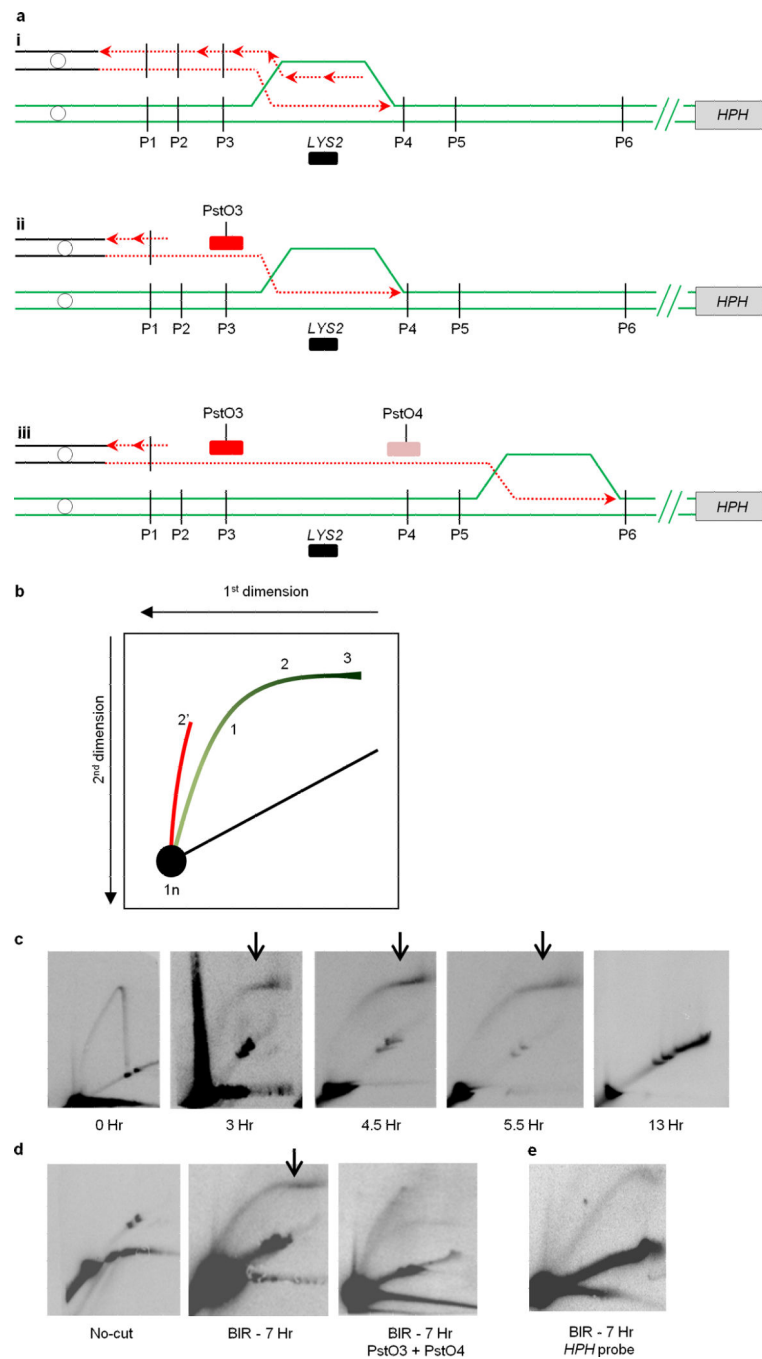 a
i
P1 P2 P3 LYS2 P4 P5 P6 HPH
ii
PstO3
P1 P2 P3 LYS2 P4 P5 P6 HPH
iii
PstO3 PstO4
P1 P2 P3 LYS2 P4 P5 P6 HPH
b
1st dimension
2nd dimension
2' 1 2 3
1n
c
0 Hr 3 Hr 4.5 Hr 5.5 Hr 13 Hr
d e
No-cut
BIR - 7 Hr
BIR - 7 Hr
PstO3 + PstO4
BIR - 7 Hr
HPH probe